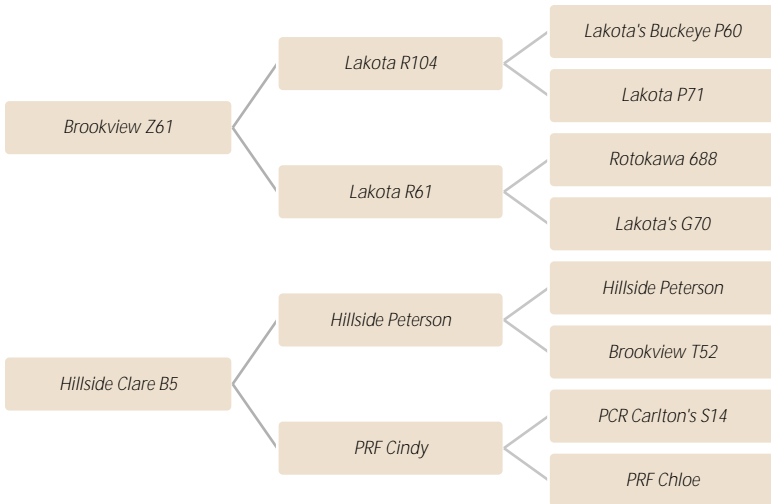 Lakota's Buckeye P60
Lakota R104
Lakota P71
Brookview Z61
Rotokawa 688
Lakota R61
Lakota's G70
Hillside Peterson
Hillside Peterson
Brookview T52
Hillside Clare B5
PCR Carlton's S14
PRF Cindy
PRF Chloe